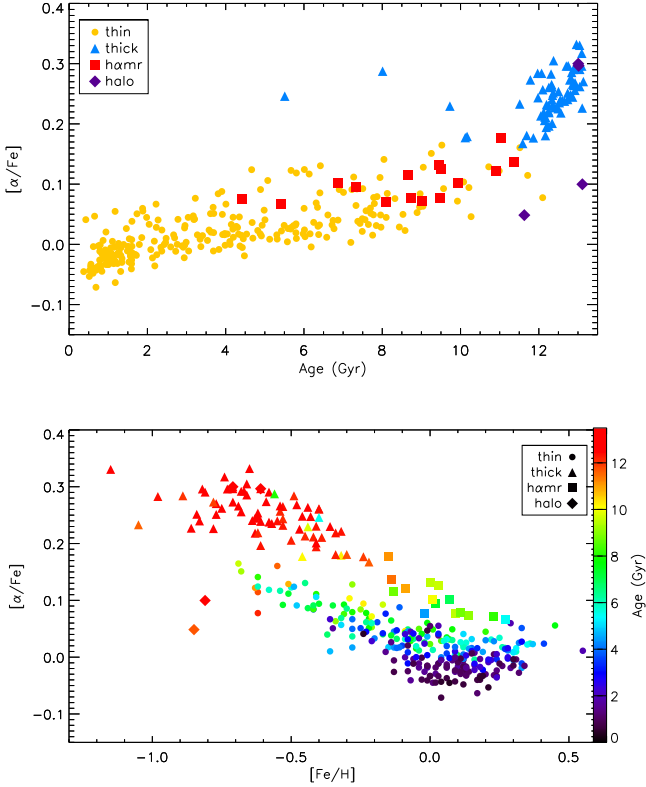 0.4
0.3
0.2
0.1
0.0
−0.1
[α/Fe]
thin
thick
hαmr
halo
0 2 4 6 8 10 12
Age (Gyr)
0.4
0.3
0.2
0.1
0.0
−0.1
[α/Fe]
thin
thick
hαmr
halo
−1.0 −0.5 0.0 0.5
[Fe/H]
12
10
8
6
4
2
0
Age (Gyr)